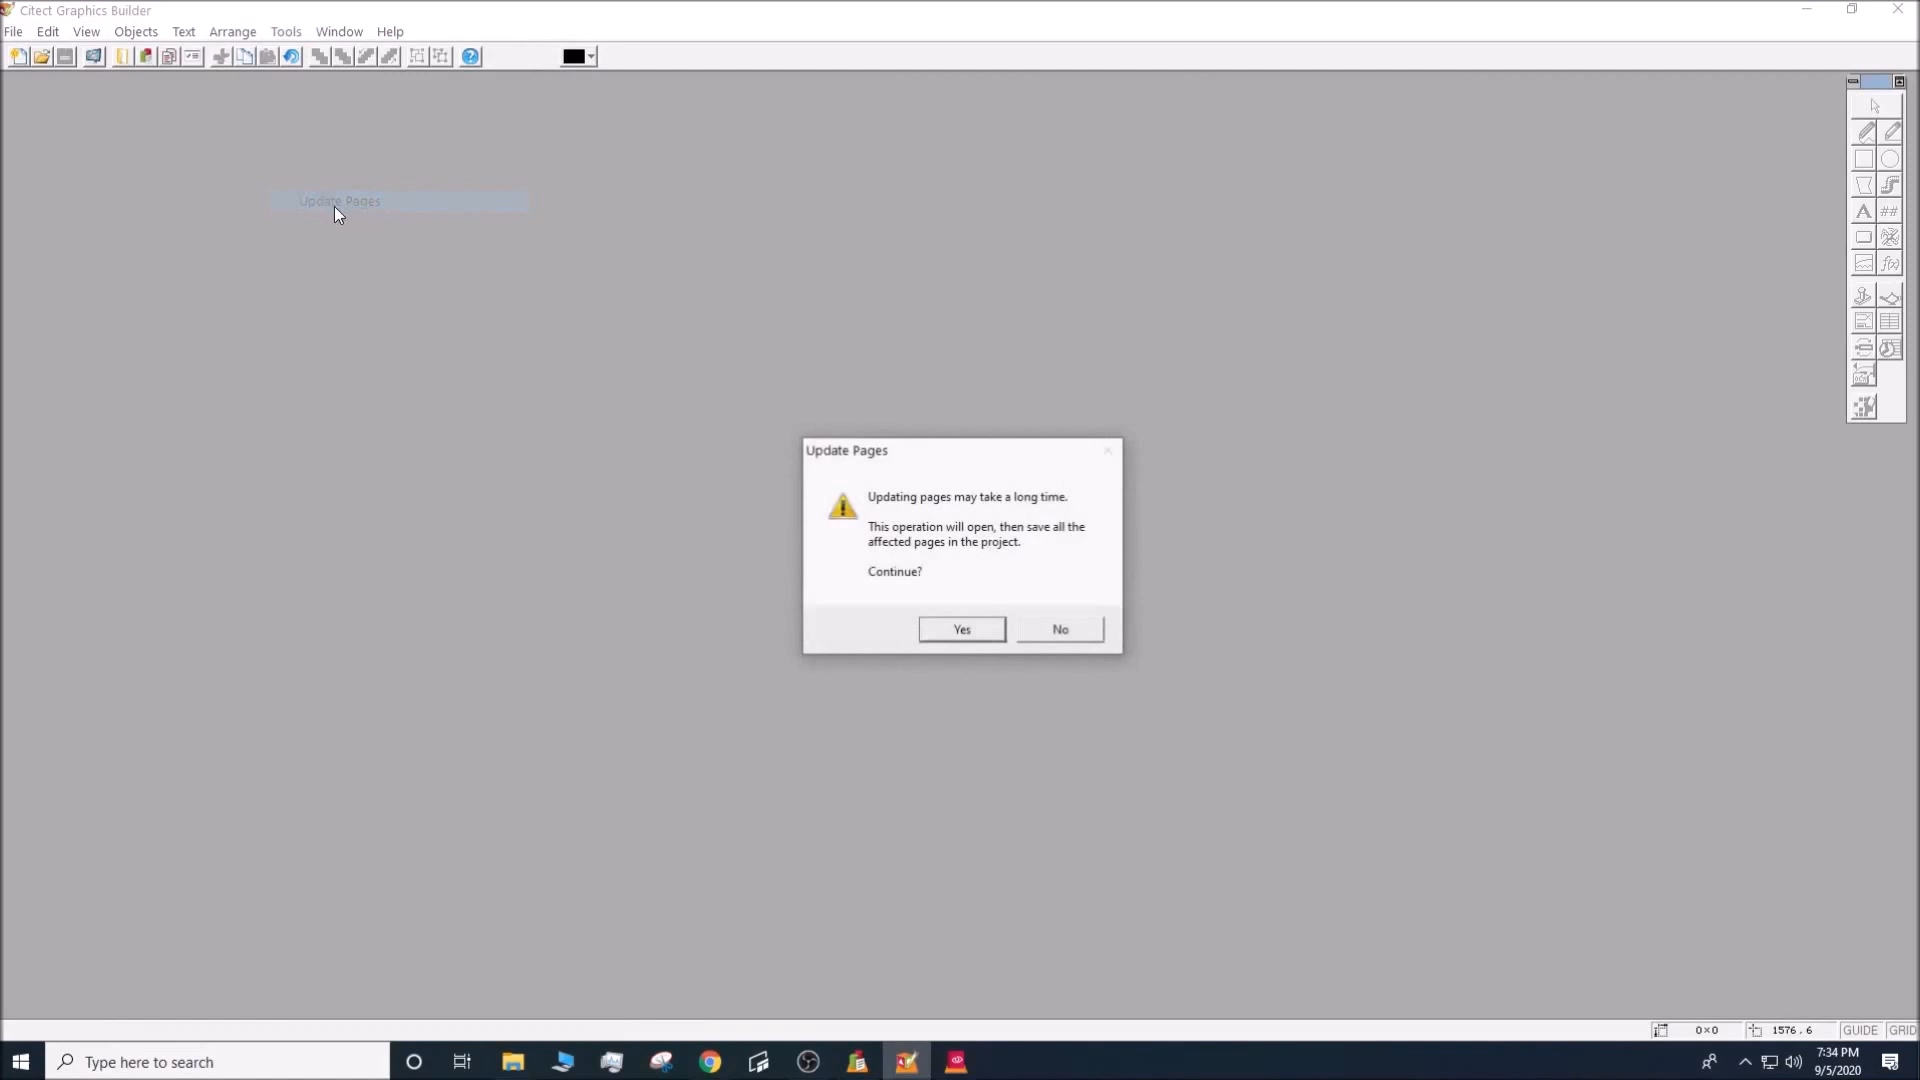 Citect Graphics Builder
File Edit View Objects Text Arrange Tools Window Help
Update Pages
A ##
f(x)
Update Pages
Updating pages may take a long time.
This operation will open, then save all the
affected pages in the project.
Continue?
Yes No
0×0 1576 , 6 GUIDE GRID
Type here to search
7:34 PM
9/5/2020